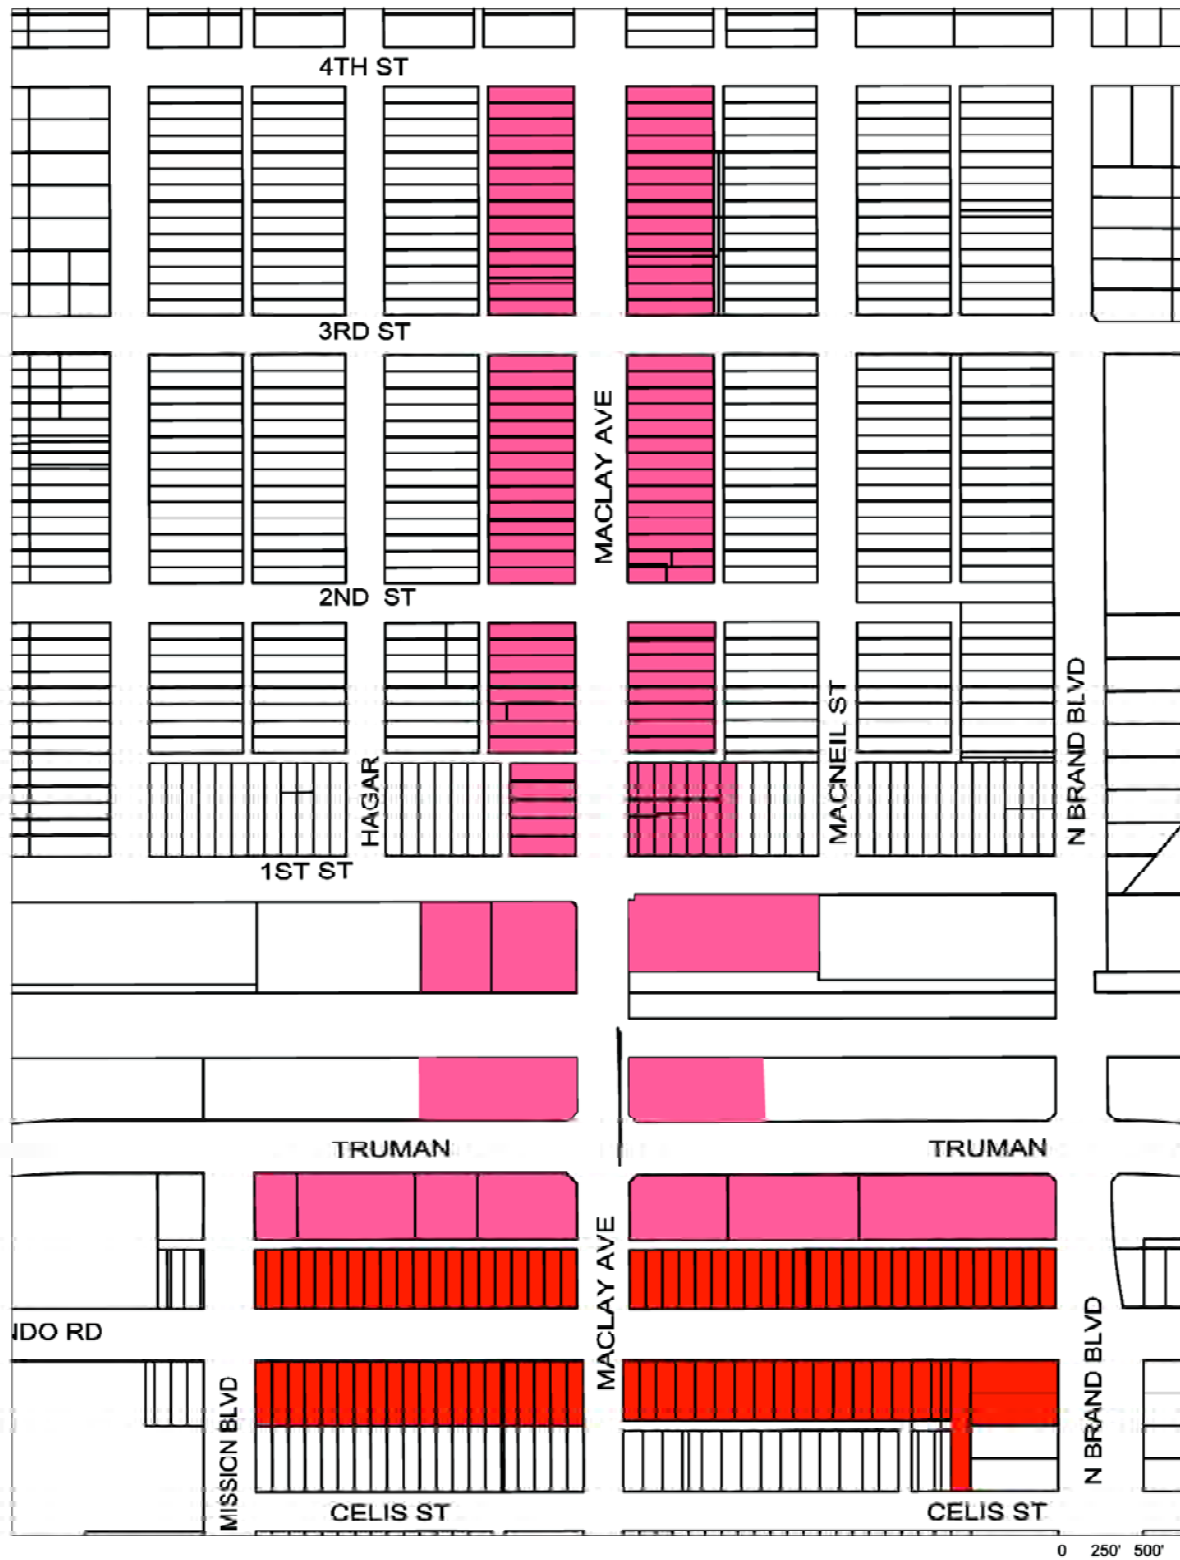 4TH ST
3RD ST
MACLAY AVE
2ND ST
HAGAR
MACNEIL ST
N BRAND BLVD
1ST ST
TRUMAN
TRUMAN
MACLAY AVE
NDO RD
MISSION BLVD
N BRAND BLVD
CELIS ST
CELIS ST
0 250' 500'